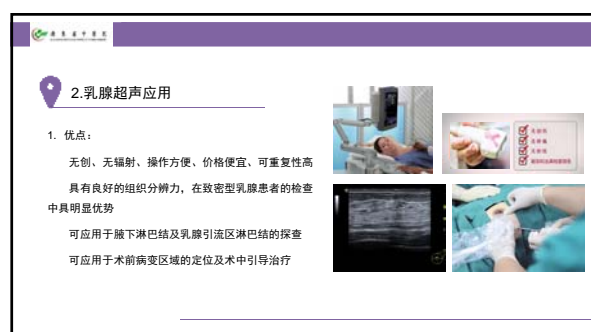 2.乳腺超声应用
1. 优点：
无创、无辐射、操作方便、价格便宜、可重复性高
具有良好的组织分辨力，在致密型乳腺患者的检查
中具明显优势
可应用于腋下淋巴结及乳腺引流区淋巴结的探查
可应用于术前病变区域的定位及术中引导治疗